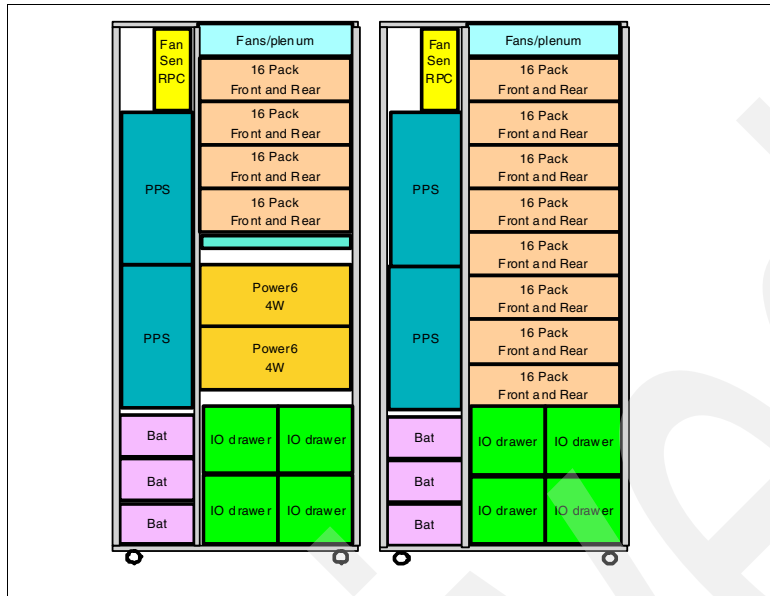 Fan
Sen
RPC
Fans/plenum
16 Pack
Front and Rear
16 Pack
Front and Rear
16 Pack
Front and Rear
16 Pack
Front and Rear
PPS
PPS
Power6
4W
Power6
4W
Bat
Bat
Bat
IO drawer
IO drawer
IO drawer
IO drawer
Fan
Sen
RPC
Fans/plenum
16 Pack
Front and Rear
16 Pack
Front and Rear
16 Pack
Front and Rear
16 Pack
Front and Rear
16 Pack
Front and Rear
16 Pack
Front and Rear
16 Pack
Front and Rear
16 Pack
Front and Rear
PPS
PPS
Bat
Bat
Bat
IO drawer
IO drawer
IO drawer
IO drawer